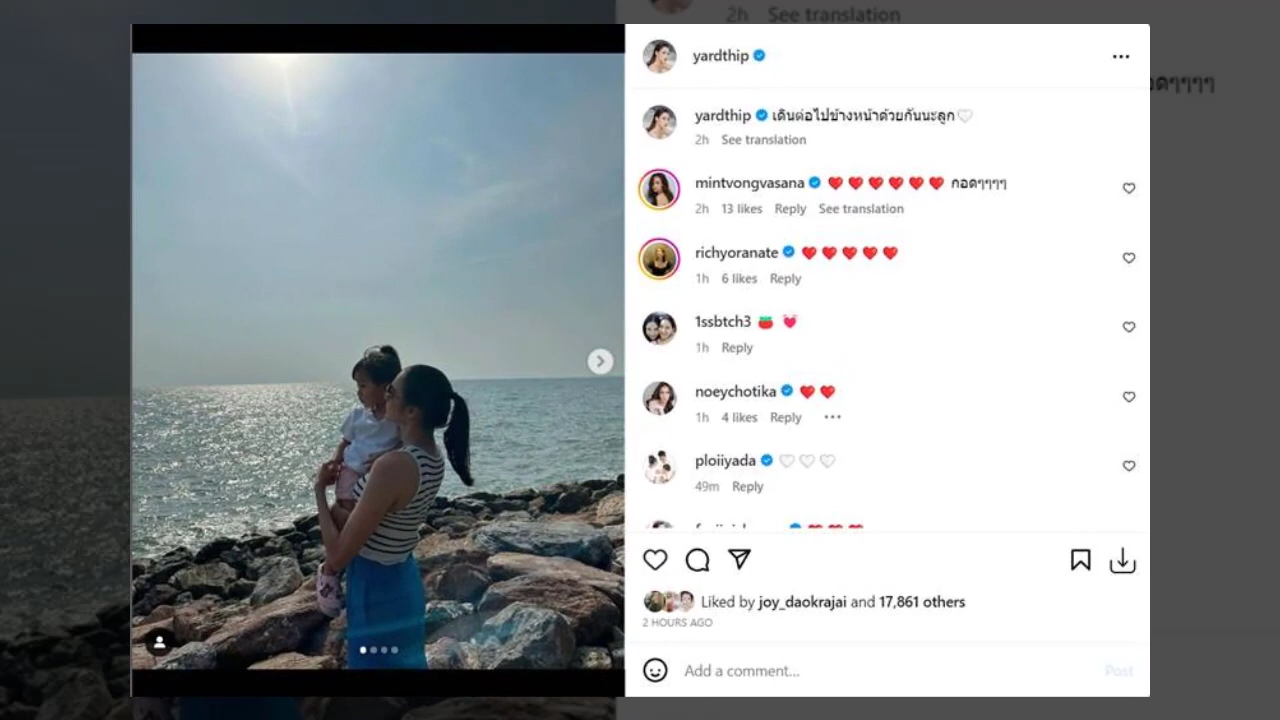 2h See translation
yardthip
yardthip เดินต่อไปข้างหน้าด้วยกันนะลูก
2h See translation
mintvongvasana กอดๆๆๆๆ
2h 13 likes Reply See translation
richyoranate
1h 6 likes Reply
1ssbtch3
1h Reply
noeychotika
1h 4 likes Reply
ploiiyada
49m Reply
Liked by joy_daokrajai and 17,861 others
2 HOURS AGO
Add a comment...
Post